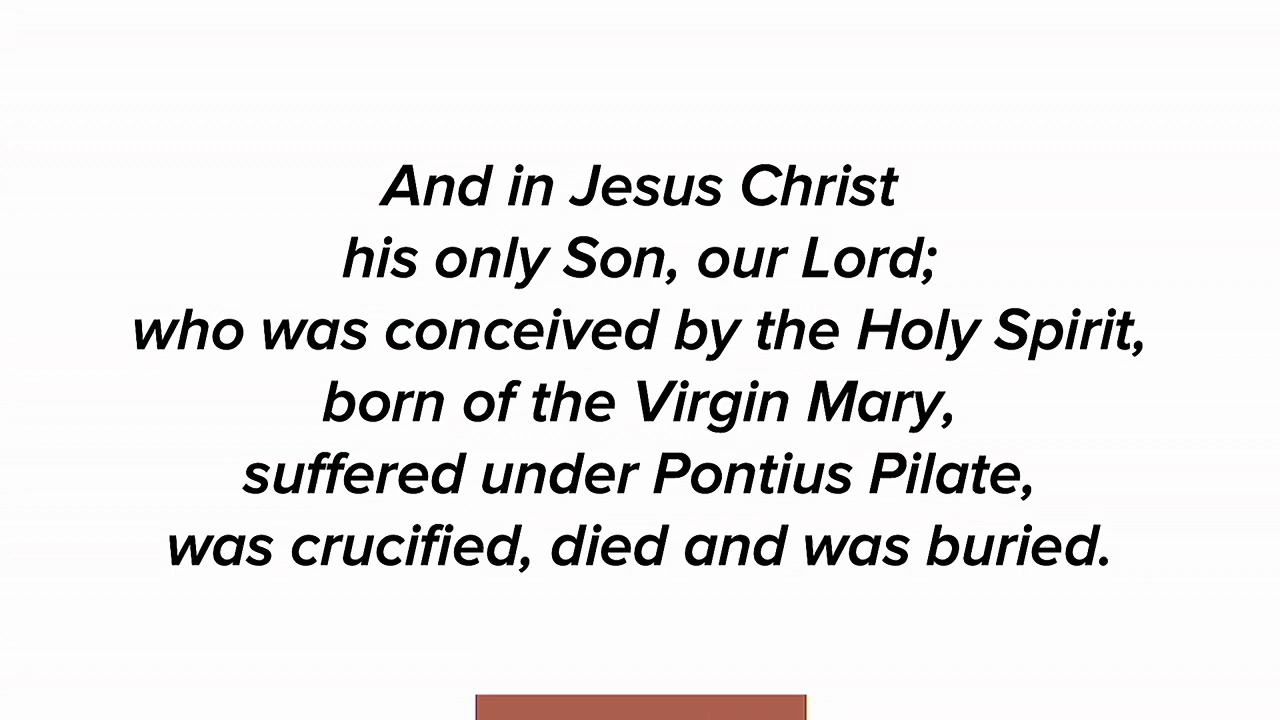 And in Jesus Christ
his only Son, our Lord;
who was conceived by the Holy Spirit,
born of the Virgin Mary,
suffered under Pontius Pilate,
was crucified, died and was buried.